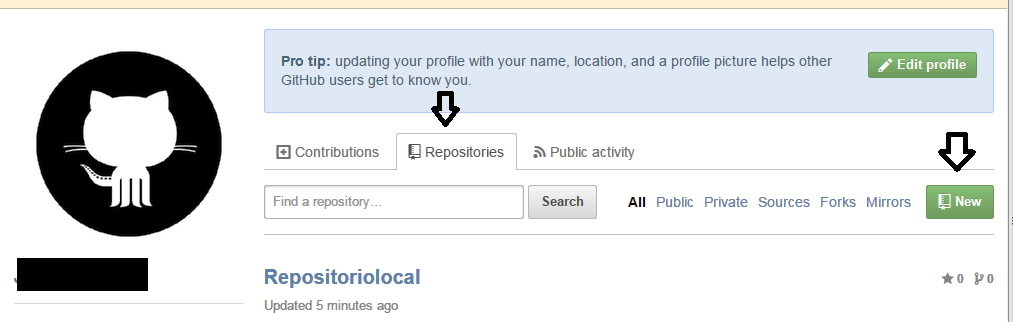 Pro tip: updating your profile with your name, location, and a profile picture helps other
GitHub users get to know you.
Edit profile
Contributions
Repositories
Public activity
Find a repository...
Search
All Public Private Sources Forks Mirrors
New
Repositoriolocal
0 0
Updated 5 minutes ago